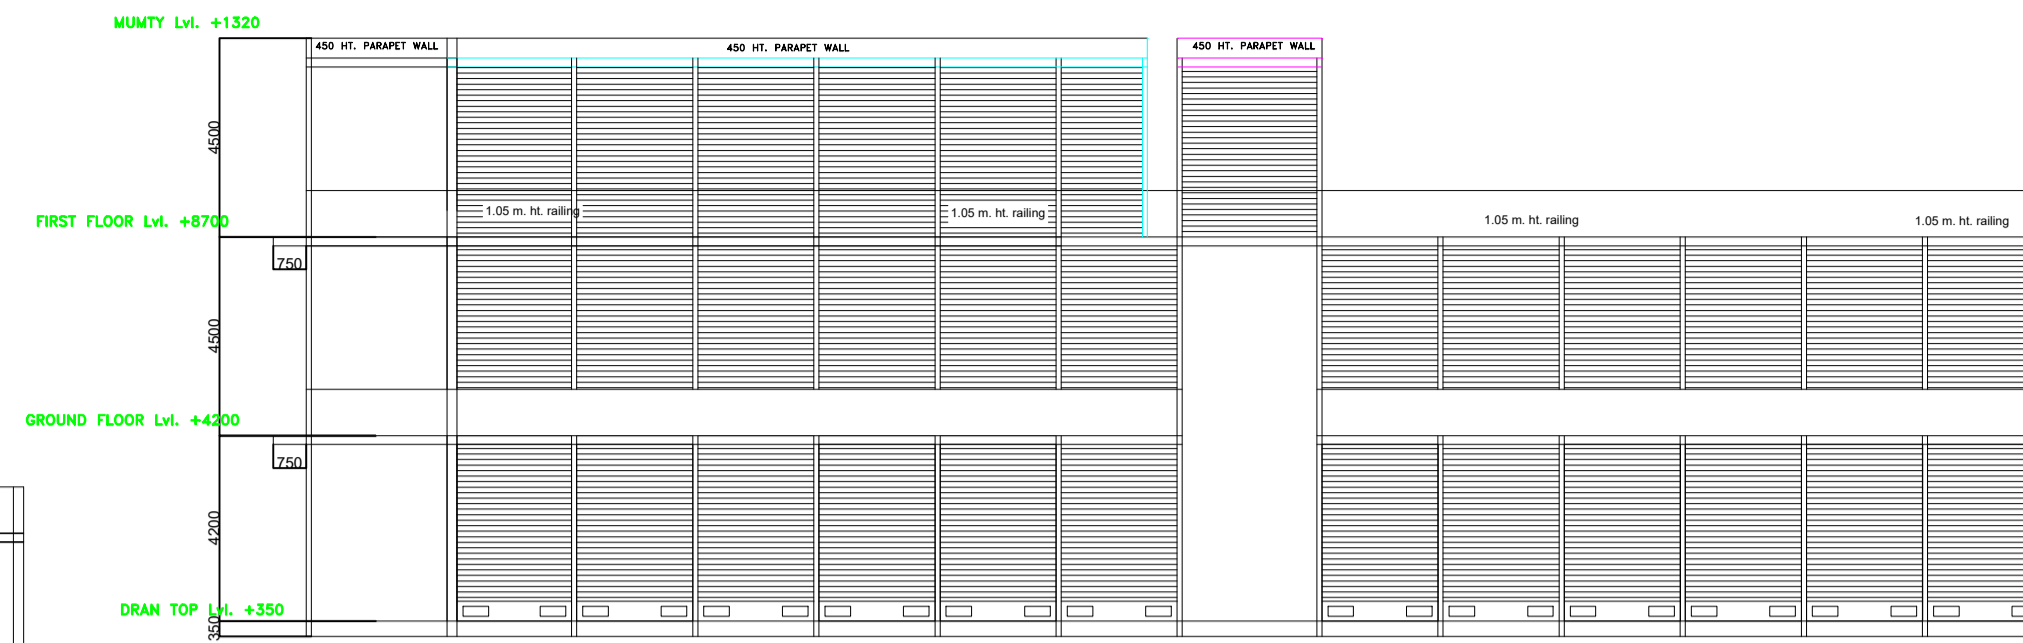 MUMTY Lvl. +1320
450 HT. PARAPET WALL
450 HT. PARAPET WALL
450 HT. PARAPET WALL
4500
1.05 m. ht. railing
1.05 m. ht. railing
1.05 m. ht. railing
1.05 m. ht. railing
FIRST FLOOR Lvl. +8700
750
4500
GROUND FLOOR Lvl. +4200
750
4200
DRAN TOP Lvl. +350
350